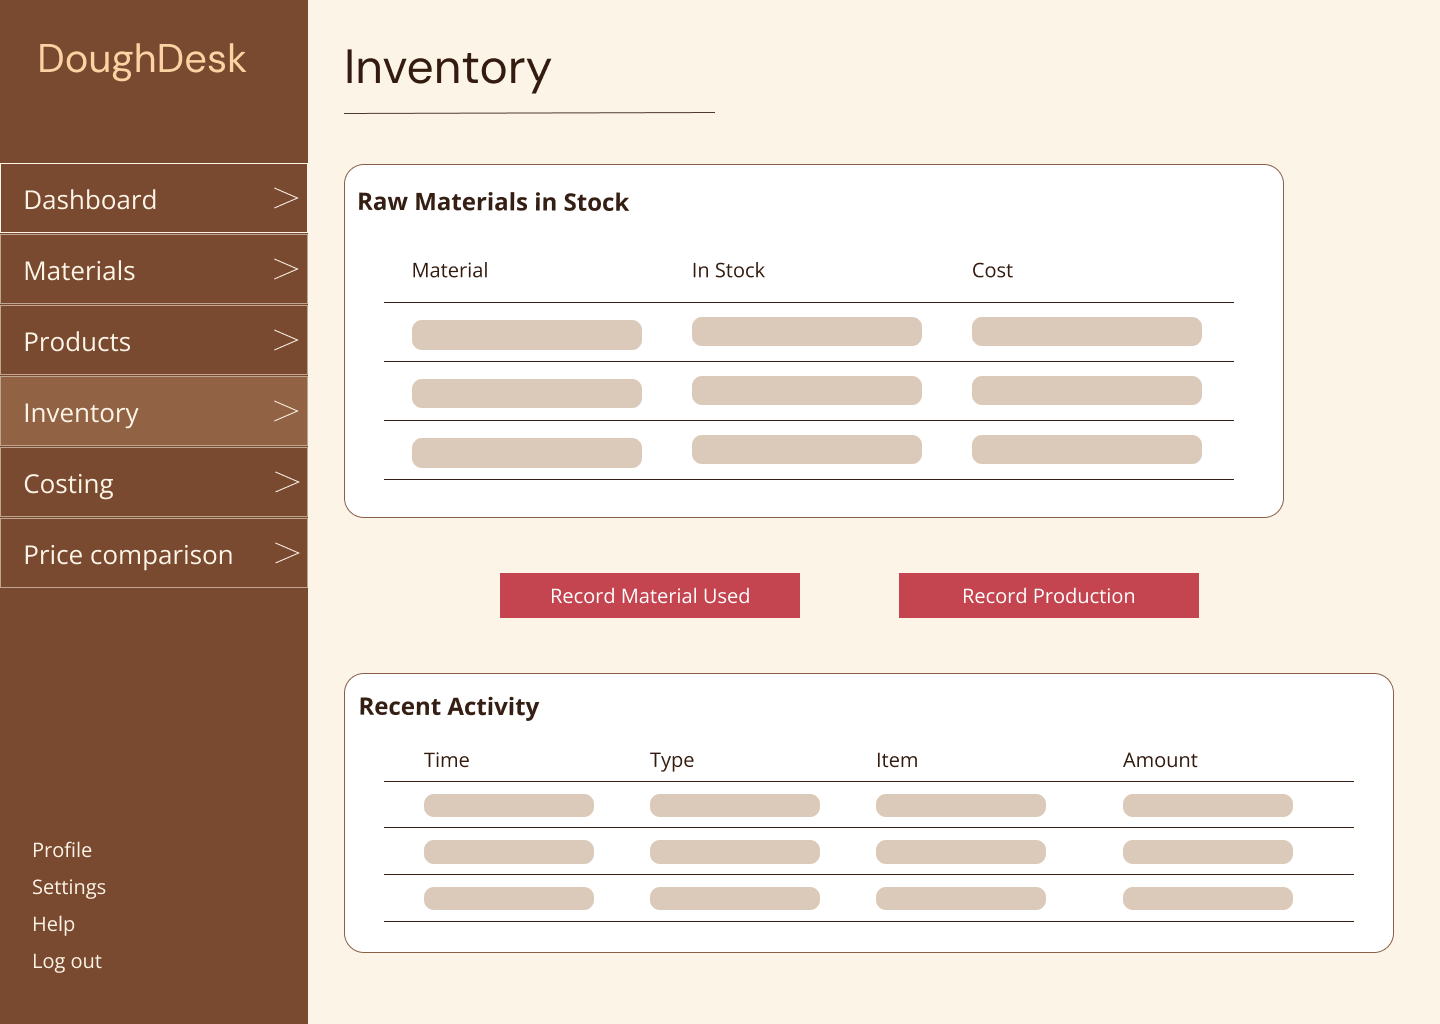 DoughDesk
Dashboard
Materials
Products
Inventory
Costing
Price comparison
Profile
Settings
Help
Log out
Inventory
Raw Materials in Stock
Material In Stock Cost
Record Material Used Record Production
Recent Activity
Time Type Item Amount